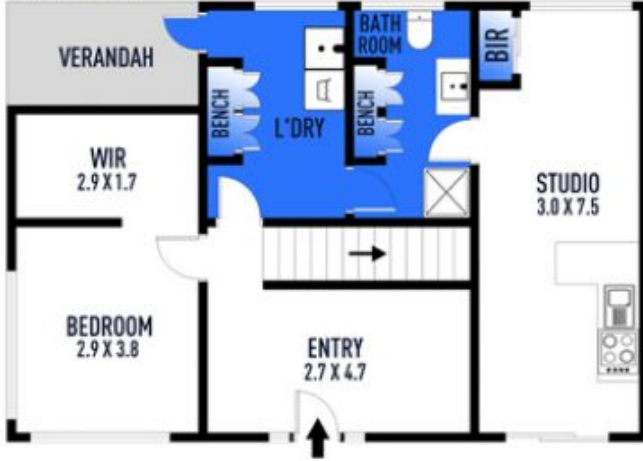 VERANDAH
BATH
ROOM
BIR
BENCH
L'DRY
BENCH
WIR
2.9 X 1.7
STUDIO
3.0 X 7.5
BEDROOM
2.9 X 3.8
ENTRY
2.7 X 4.7